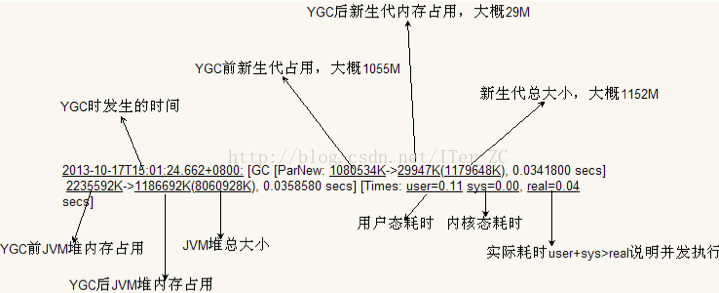 YGC后新生代内存占用，大概29M
YGC前新生代占用，大概1055M
新生代总大小，大概1152M
YGC时发生的时间
http://blog.csdn.net/ITer_ZC
2013-10-17T15:01:24.662+0800: [GC [ParNew: 1080534K->29947K(1179648K), 0.0341800 secs]
2235592K->1186692K(8060928K), 0.0358580 secs] [Times: user=0.11 sys=0.00, real=0.04
secs]
用户态耗时 内核态耗时
YGC前JVM堆内存占用
JVM堆总大小
实际耗时user+sys>real说明并发执行
YGC后JVM堆内存占用